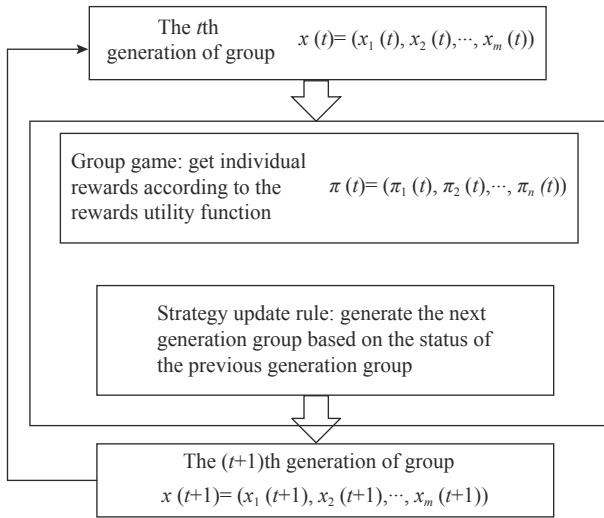 The tth
generation of group
x (t)= (x₁ (t), x₂ (t),···, xₘ (t))
Group game: get individual
rewards according to the
rewards utility function
π (t)= (π₁ (t), π₂ (t),···, πₙ (t))
Strategy update rule: generate the next
generation group based on the status of
the previous generation group
The (t+1)th generation of group
x (t+1)= (x₁ (t+1), x₂ (t+1),···, xₘ (t+1))